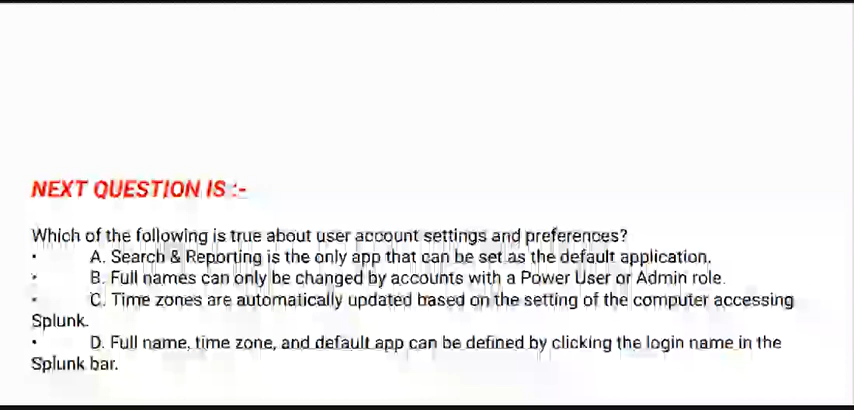 NEXT QUESTION IS :-
Which of the following is true about user account settings and preferences?
· A. Search & Reporting is the only app that can be set as the default application.
· B. Full names can only be changed by accounts with a Power User or Admin role.
· C. Time zones are automatically updated based on the setting of the computer accessing
Splunk.
· D. Full name, time zone, and default app can be defined by clicking the login name in the
Splunk bar.